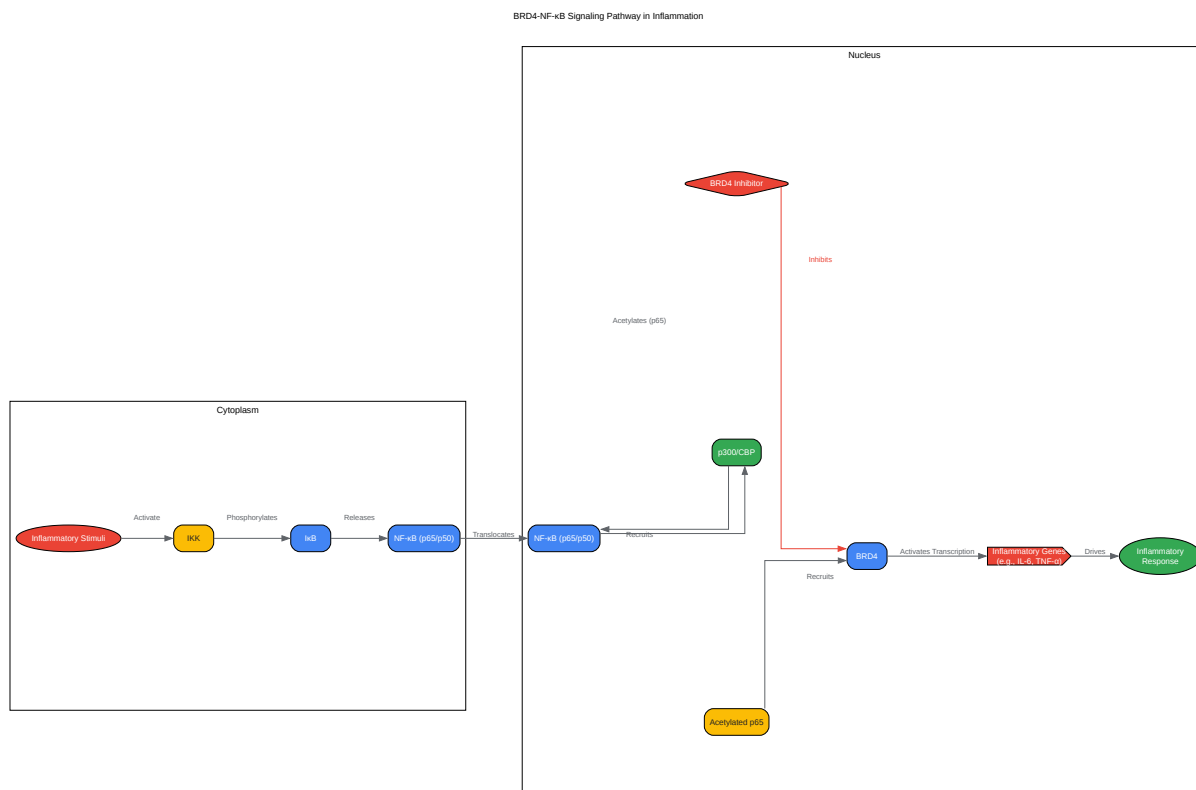 BRD4-NF-κB Signaling Pathway in Inflammation
Nucleus
BRD4 Inhibitor
Inhibits
Acetylates (p65)
Cytoplasm
p300/CBP
Inflammatory Stimuli
Activate
IKK
Phosphorylates
IκB
Releases
NF-κB (p65/p50)
Translocates
NF-κB (p65/p50)
Recruits
BRD4
Activates Transcription
Inflammatory Genes
(e.g., IL-6, TNF-α)
Drives
Inflammatory
Response
Recruits
Acetylated p65